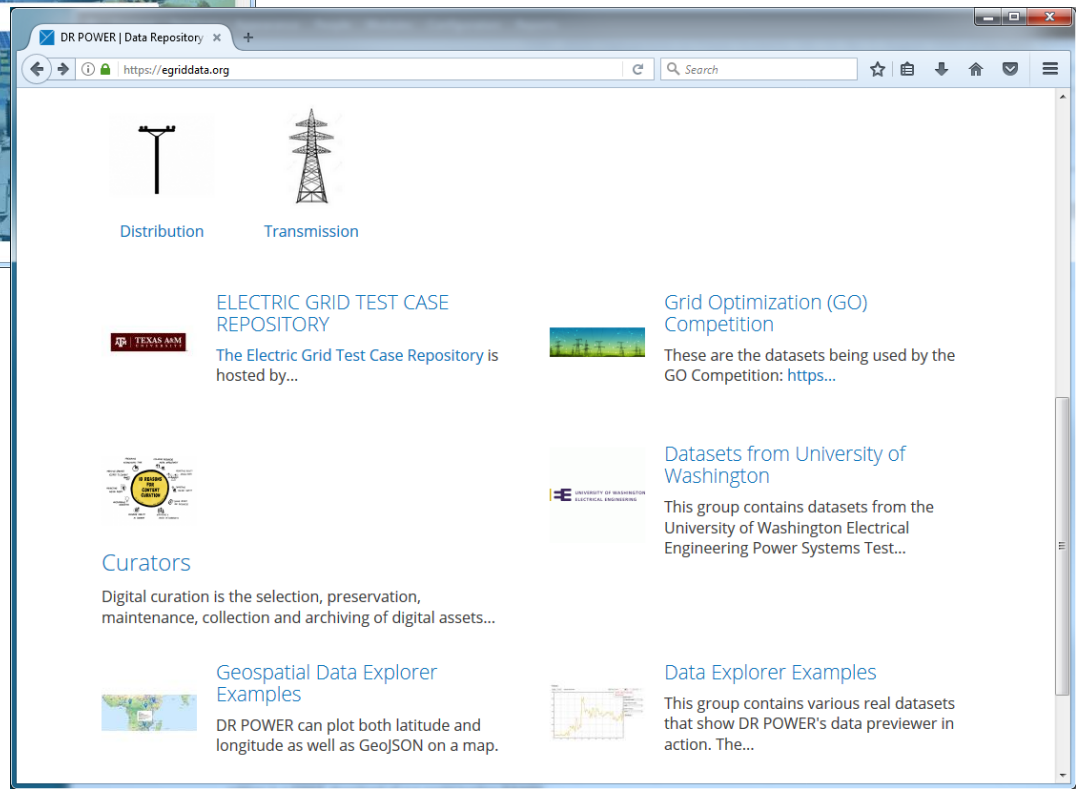 DR POWER | Data Repository
https://egriddata.org
Search
Distribution
Transmission
TEXAS A&M
UNIVERSITY
ELECTRIC GRID TEST CASE
REPOSITORY
The Electric Grid Test Case Repository is
hosted by...
Grid Optimization (GO)
Competition
These are the datasets being used by the
GO Competition: https...
10 REASONS
FOR
CONTENT
CURATION
Curators
Digital curation is the selection, preservation,
maintenance, collection and archiving of digital assets...
UNIVERSITY OF WASHINGTON
ELECTRICAL ENGINEERING
Datasets from University of
Washington
This group contains datasets from the
University of Washington Electrical
Engineering Power Systems Test...
Geospatial Data Explorer
Examples
DR POWER can plot both latitude and
longitude as well as GeoJSON on a map.
Data Explorer Examples
This group contains various real datasets
that show DR POWER's data previewer in
action. The...